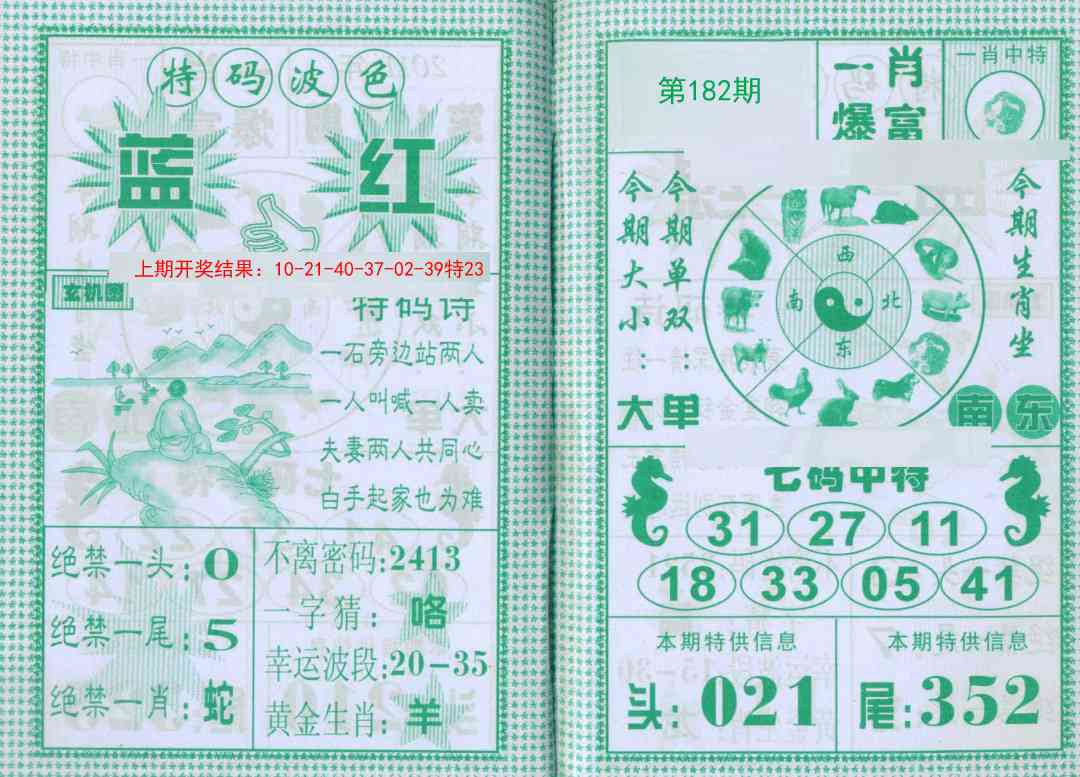 特码波色
蓝 红
上期开奖结果：10-21-40-37-02-39特23
玄机图
特码诗
一石旁边站两人
一人叫喊一人卖
夫妻两人共同心
白手起家也为难
绝禁一头：0
绝禁一尾：5
绝禁一肖：蛇
不离密码：2413
一字猜：咯
幸运波段：20-35
黄金生肖：羊
第182期
一肖
爆富
一肖中特
今期大小：大
今期单双：单
今期生肖坐
南东
西
南
北
东
七码中特
31 27 11
18 33 05 41
本期特供信息
头：021
本期特供信息
尾：352